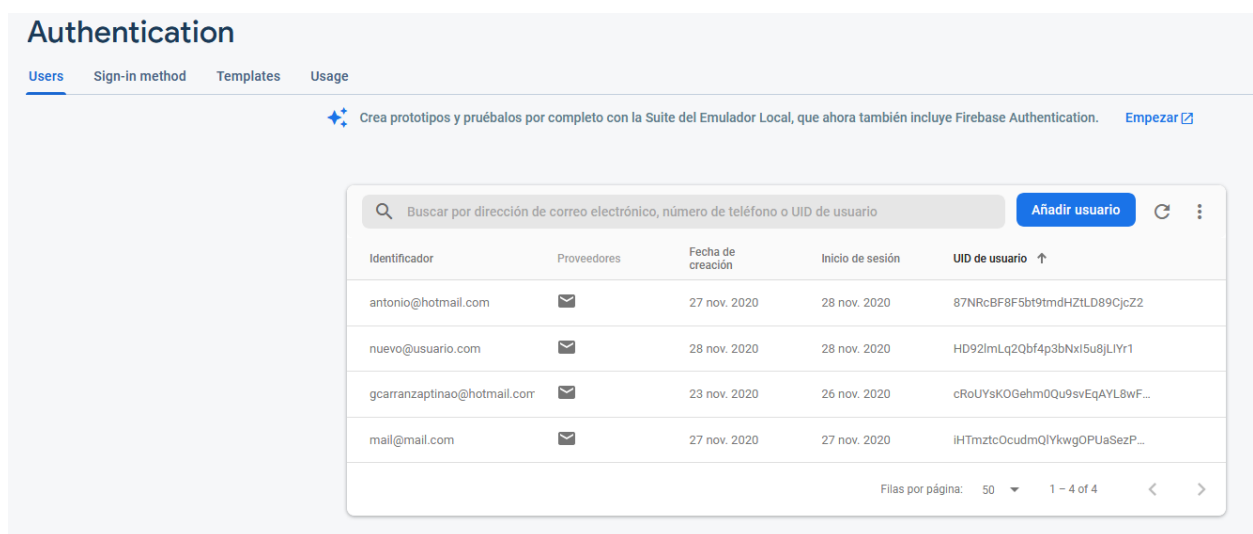 Authentication
Users Sign-in method Templates Usage
Crea prototipos y pruébalos por completo con la Suite del Emulador Local, que ahora también incluye Firebase Authentication. Empezar
Buscar por dirección de correo electrónico, número de teléfono o UID de usuario Añadir usuario
Identificador Proveedores Fecha de creación Inicio de sesión UID de usuario
antonio@hotmail.com 27 nov. 2020 28 nov. 2020 87NRcBF8F5bt9tmdHZtLD89CjcZ2
nuevo@usuario.com 28 nov. 2020 28 nov. 2020 HD92lmLq2Qbf4p3bNxI5u8jLIYr1
gcarranzaptinao@hotmail.com 23 nov. 2020 26 nov. 2020 cRoUYsKOGehm0Qu9svEqAYL8wF...
mail@mail.com 27 nov. 2020 27 nov. 2020 iHTmztcOcudmQlYkwgOPUaSezP...
Filas por página: 50 1 – 4 of 4